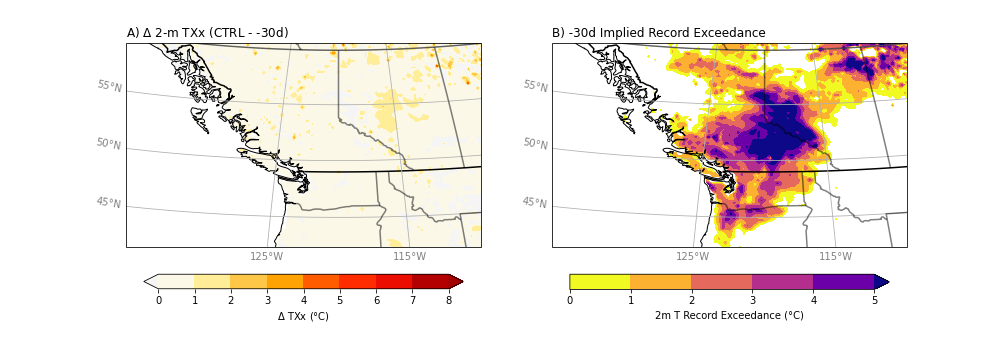 A) Δ 2-m TXx (CTRL - -30d)
B) -30d Implied Record Exceedance
55°N
50°N
45°N
125°W
115°W
55°N
50°N
45°N
125°W
115°W
0 1 2 3 4 5 6 7 8
Δ TXx (°C)
0 1 2 3 4 5
2m T Record Exceedance (°C)